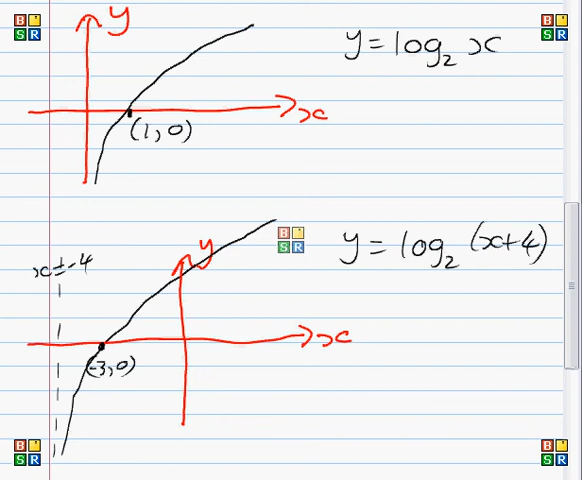 B S R
B S R
y
y = log₂ x
x
(1, 0)
B S R
y
y = log₂ (x+4)
x = -4
x
(-3, 0)
B S R
B S R